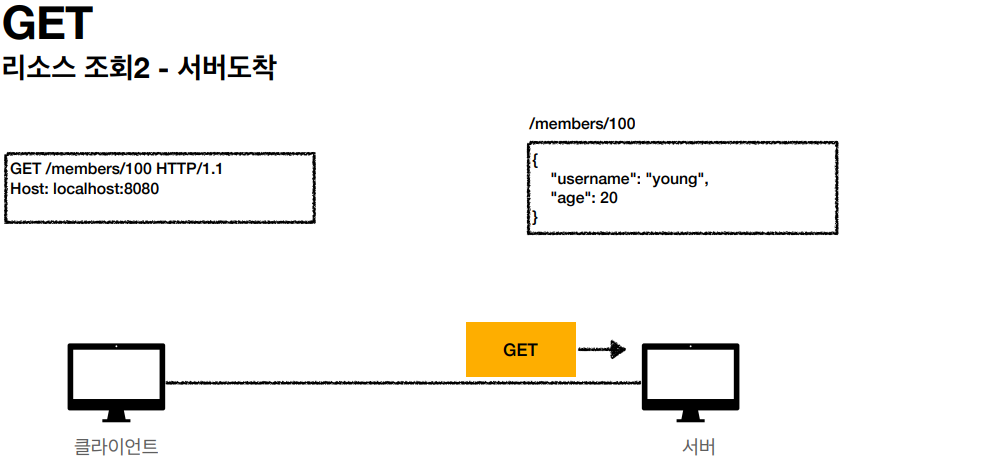 GET
리소스 조회2 - 서버도착
GET /members/100 HTTP/1.1
Host: localhost:8080
/members/100
{
"username": "young",
"age": 20
}
GET
클라이언트
서버